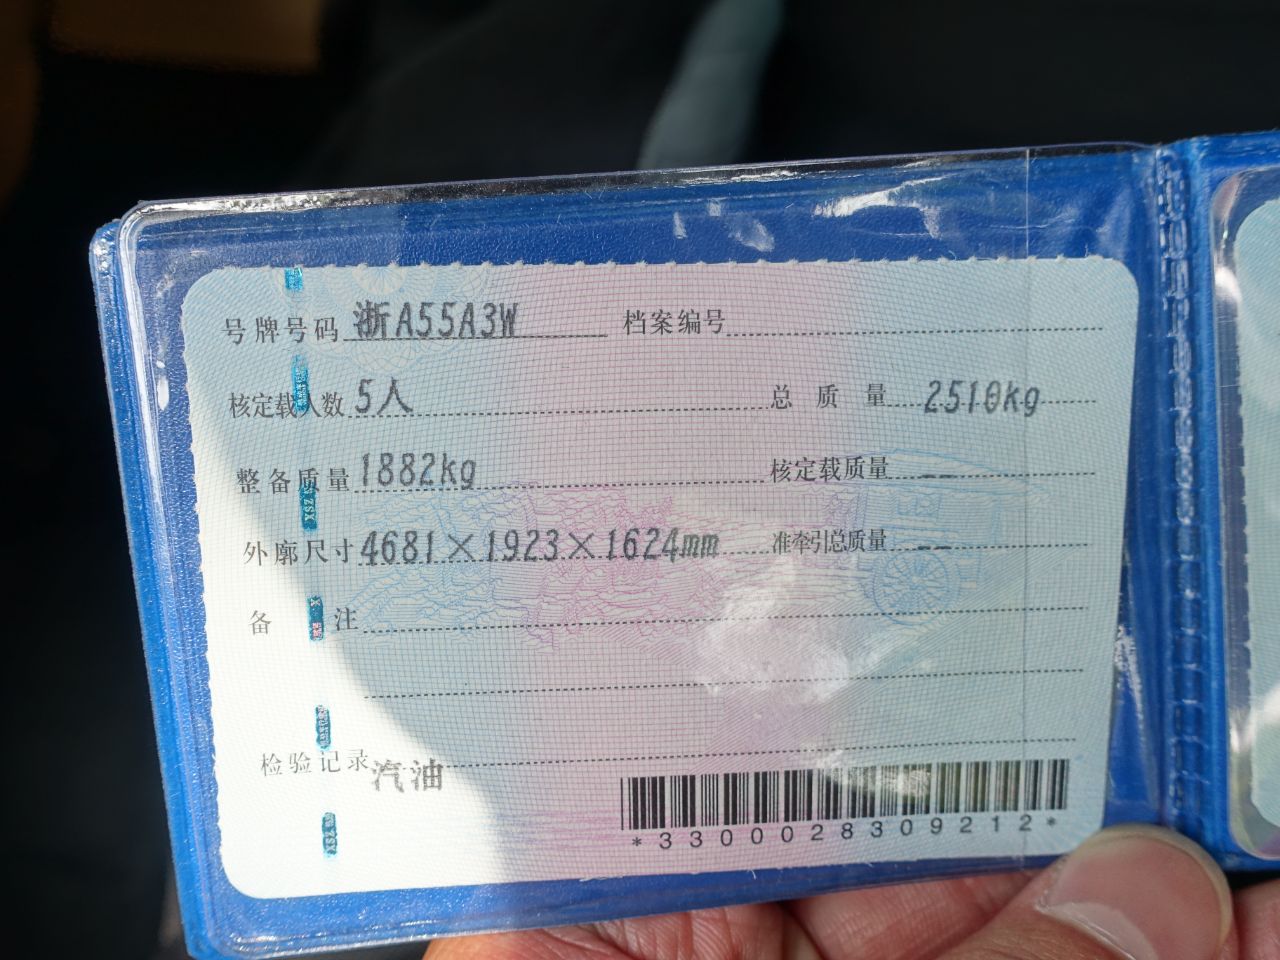 号牌号码 浙A55A3W 档案编号
核定载人数 5人 总质量 2510kg
整备质量 1882kg 核定载质量 --
外廓尺寸 4681×1923×1624mm 准牵引总质量 --
备注
检验记录 汽油
*3300028309212*